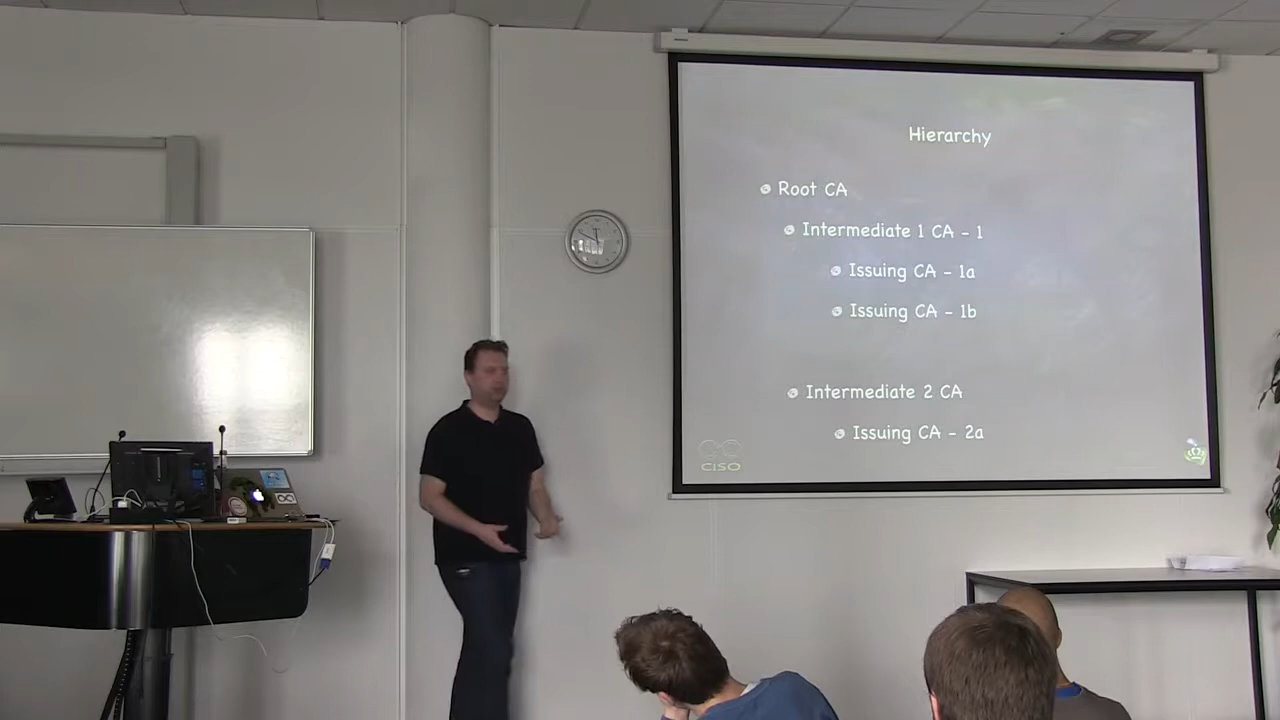 Hierarchy
Root CA
Intermediate 1 CA - 1
Issuing CA - 1a
Issuing CA - 1b
Intermediate 2 CA
Issuing CA - 2a
CISO